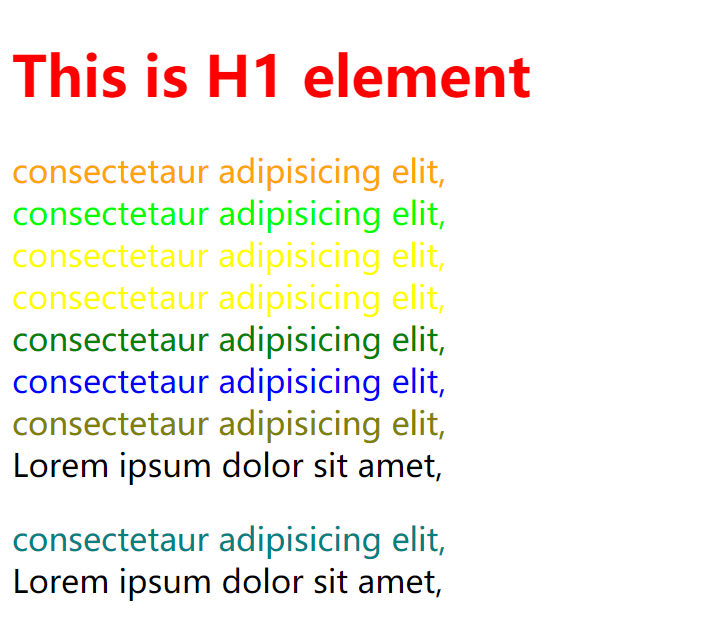 This is H1 element
consectetaur adipisicing elit,
consectetaur adipisicing elit,
consectetaur adipisicing elit,
consectetaur adipisicing elit,
consectetaur adipisicing elit,
consectetaur adipisicing elit,
consectetaur adipisicing elit,
Lorem ipsum dolor sit amet,
consectetaur adipisicing elit,
Lorem ipsum dolor sit amet,